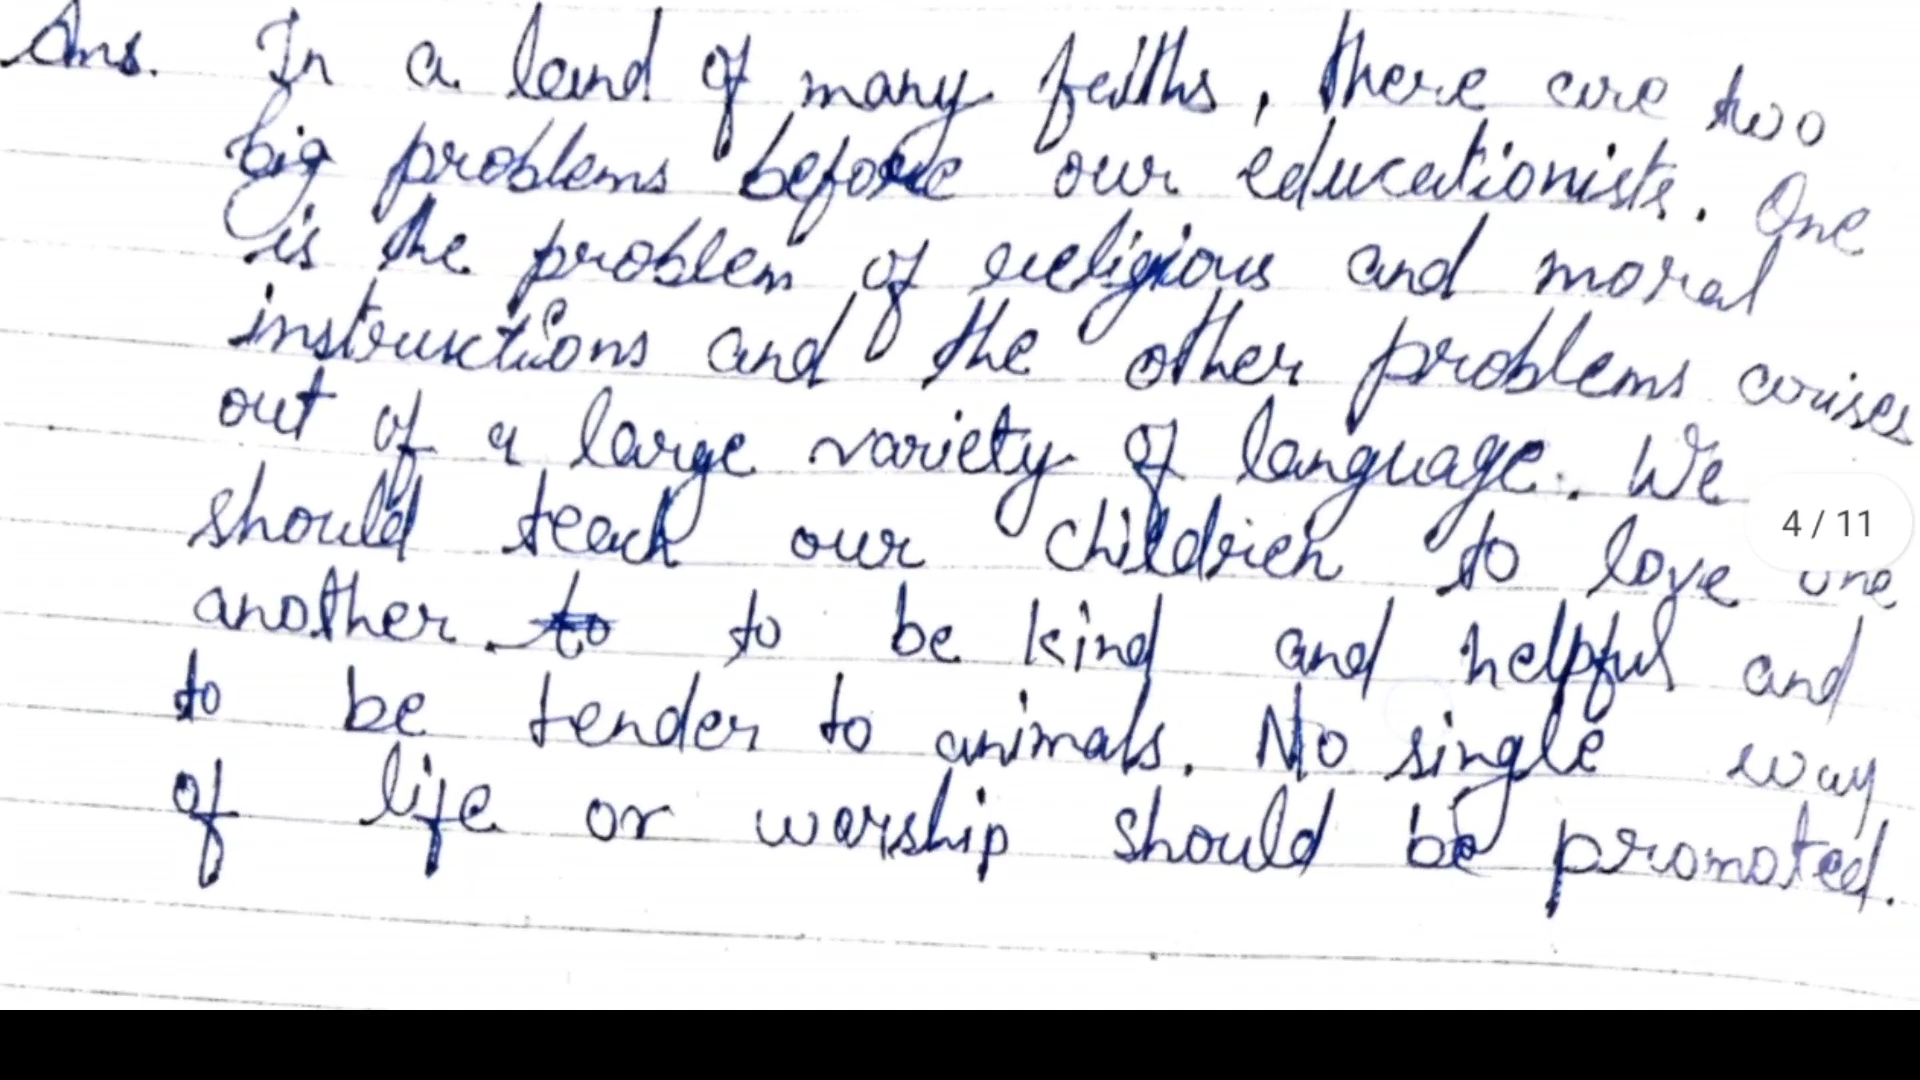 Ans. In a land of many faiths, there are two
big problems before our educationists. One
is the problem of religious and moral
instructions and the other problems arises
out of a large variety of language. We
4/11
should teach our children to love one
another to to be kind and helpful and
to be tender to animals. No single way
of life or worship should be promoted.